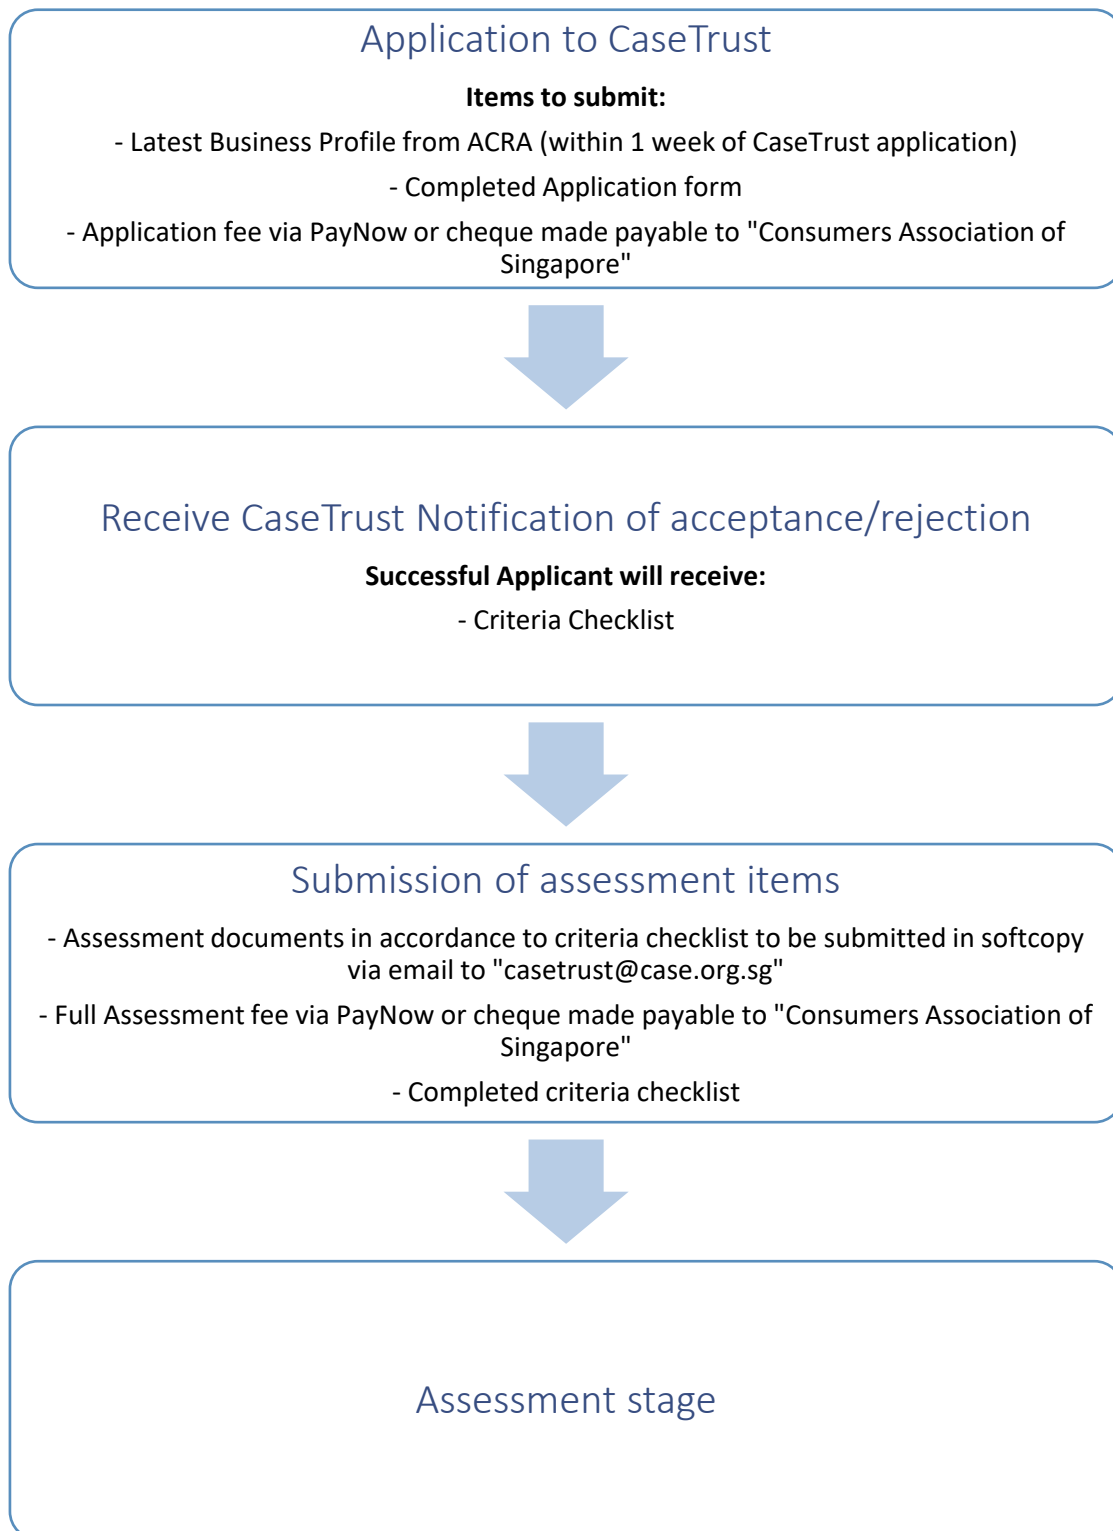 Application to CaseTrust
Items to submit:
- Latest Business Profile from ACRA (within 1 week of CaseTrust application)
- Completed Application form
- Application fee via PayNow or cheque made payable to "Consumers Association of
Singapore"
Receive CaseTrust Notification of acceptance/rejection
Successful Applicant will receive:
- Criteria Checklist
Submission of assessment items
- Assessment documents in accordance to criteria checklist to be submitted in softcopy
via email to "casetrust@case.org.sg"
- Full Assessment fee via PayNow or cheque made payable to "Consumers Association of
Singapore"
- Completed criteria checklist
Assessment stage